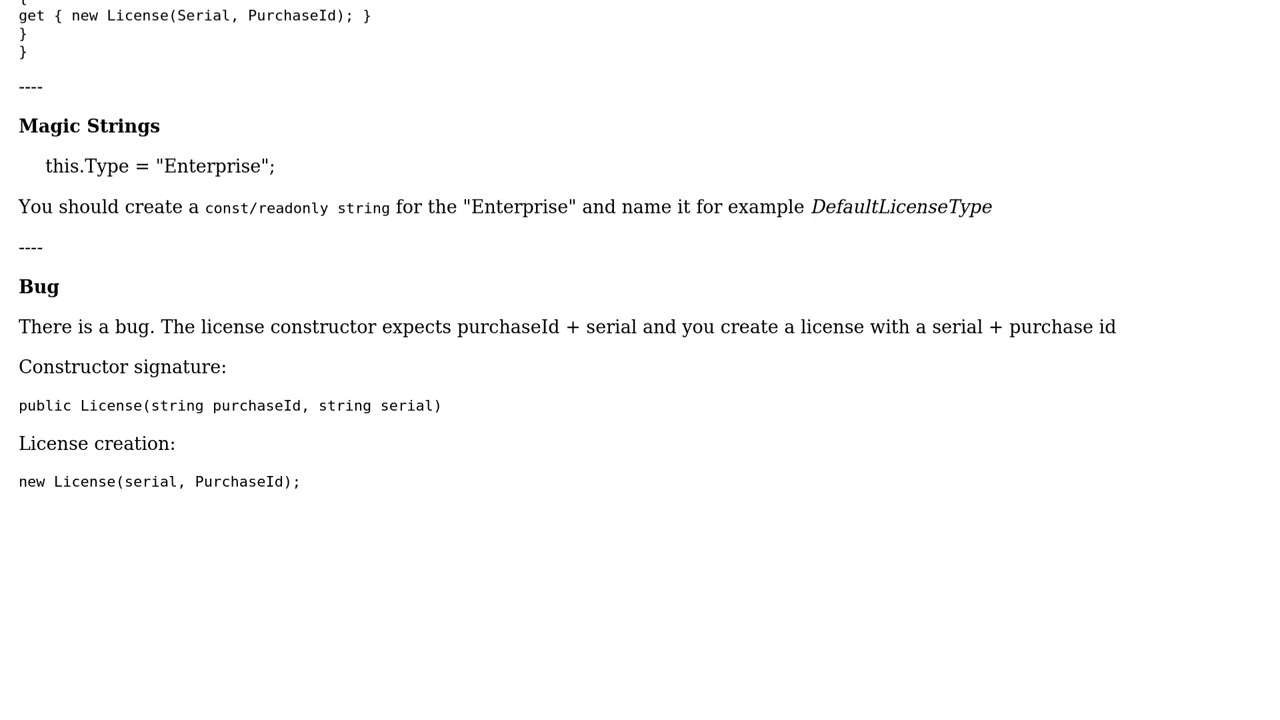 {
get { new License(Serial, PurchaseId); }
}
}
----
Magic Strings
this.Type = "Enterprise";
You should create a const/readonly string for the "Enterprise" and name it for example DefaultLicenseType
----
Bug
There is a bug. The license constructor expects purchaseId + serial and you create a license with a serial + purchase id
Constructor signature:
public License(string purchaseId, string serial)
License creation:
new License(serial, PurchaseId);